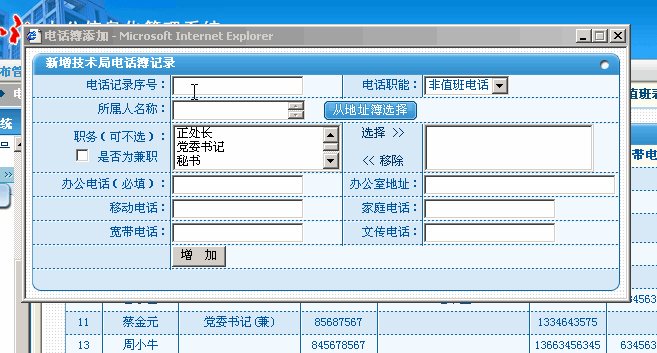 电话簿添加 - Microsoft Internet Explorer
新增技术局电话簿记录
电话记录序号：
电话职能：
非值班电话
所属人名称：
从地址簿选择
职务（可不选）：
是否为兼职
正处长
党委书记
秘书
选择 >>
<< 移除
办公电话（必填）：
办公室地址：
移动电话：
家庭电话：
宽带电话：
文传电话：
增 加
布管
统
值班表
带电
11 蔡金元 党委书记(兼) 85687567 1334643575
13 周小牛 845678567 13663456345 634563